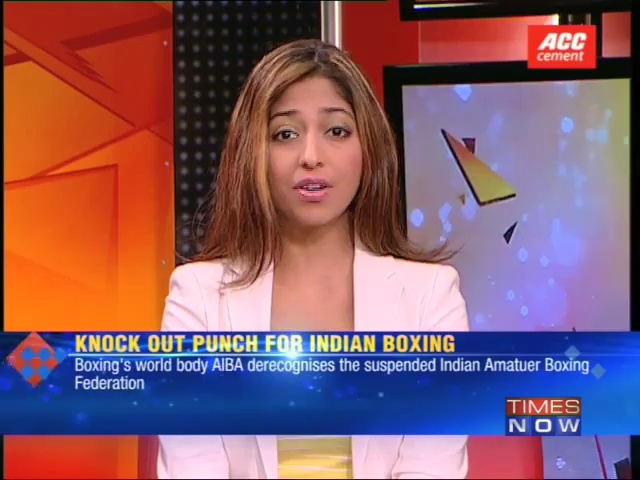 ACC
cement
KNOCK OUT PUNCH FOR INDIAN BOXING
Boxing's world body AIBA derecognises the suspended Indian Amatuer Boxing
Federation
TIMES
NOW